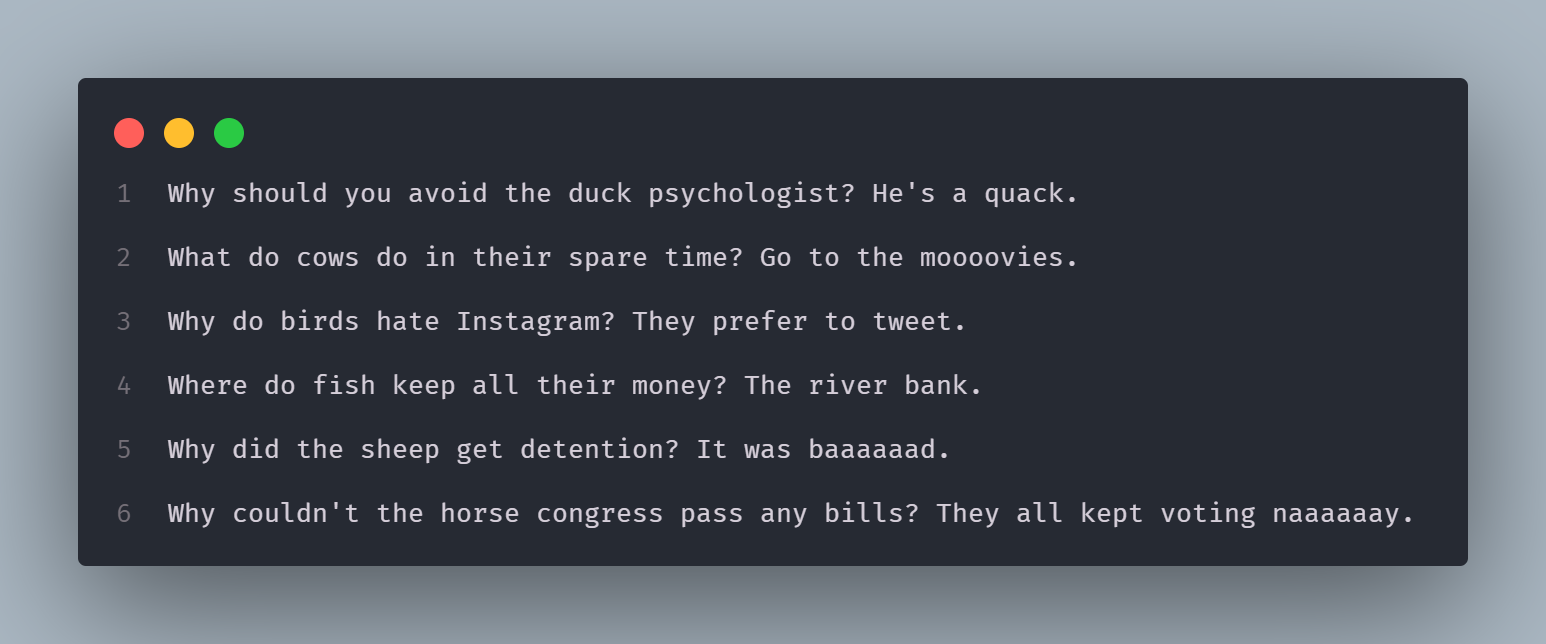 1 Why should you avoid the duck psychologist? He's a quack.
2 What do cows do in their spare time? Go to the moooovies.
3 Why do birds hate Instagram? They prefer to tweet.
4 Where do fish keep all their money? The river bank.
5 Why did the sheep get detention? It was baaaaaad.
6 Why couldn't the horse congress pass any bills? They all kept voting naaaaaay.